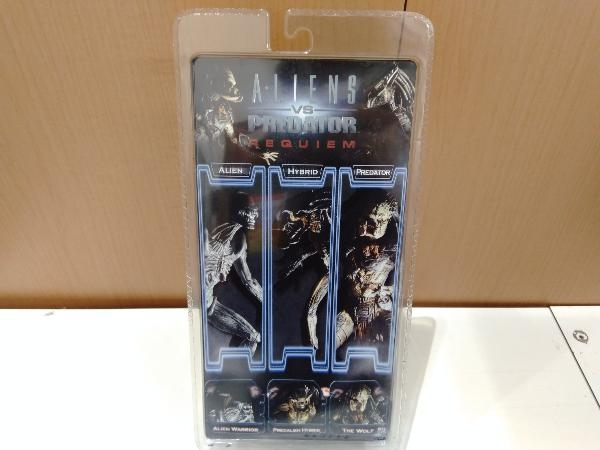 ALIENS
VS
PREDATOR
REQUIEM
ALIEN HYBRID PREDATOR
ALIEN WARRIOR PREDALIEN HYBRID THE WOLF